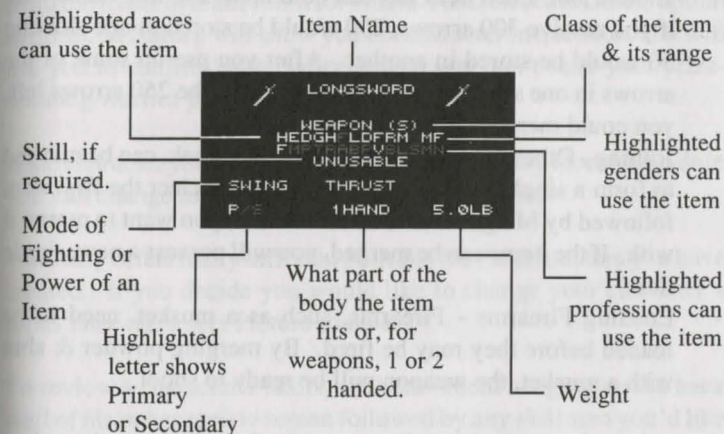 Highlighted races
can use the item
Item Name
Class of the item
& its range
LONGSWORD
WEAPON (S)
HEDGHFLDFRM MF
FMPTRABPVBLSMN
UNUSABLE
SWING THRUST
P S 1HAND 5.0LB
Skill, if
required.
Mode of
Fighting or
Power of an
Item
Highlighted
letter shows
Primary
or Secondary
What part of the
body the item
fits or for
weapons, 1 or 2
handed.
Highlighted
genders can
use the item
Highlighted
professions can
use the item
Weight